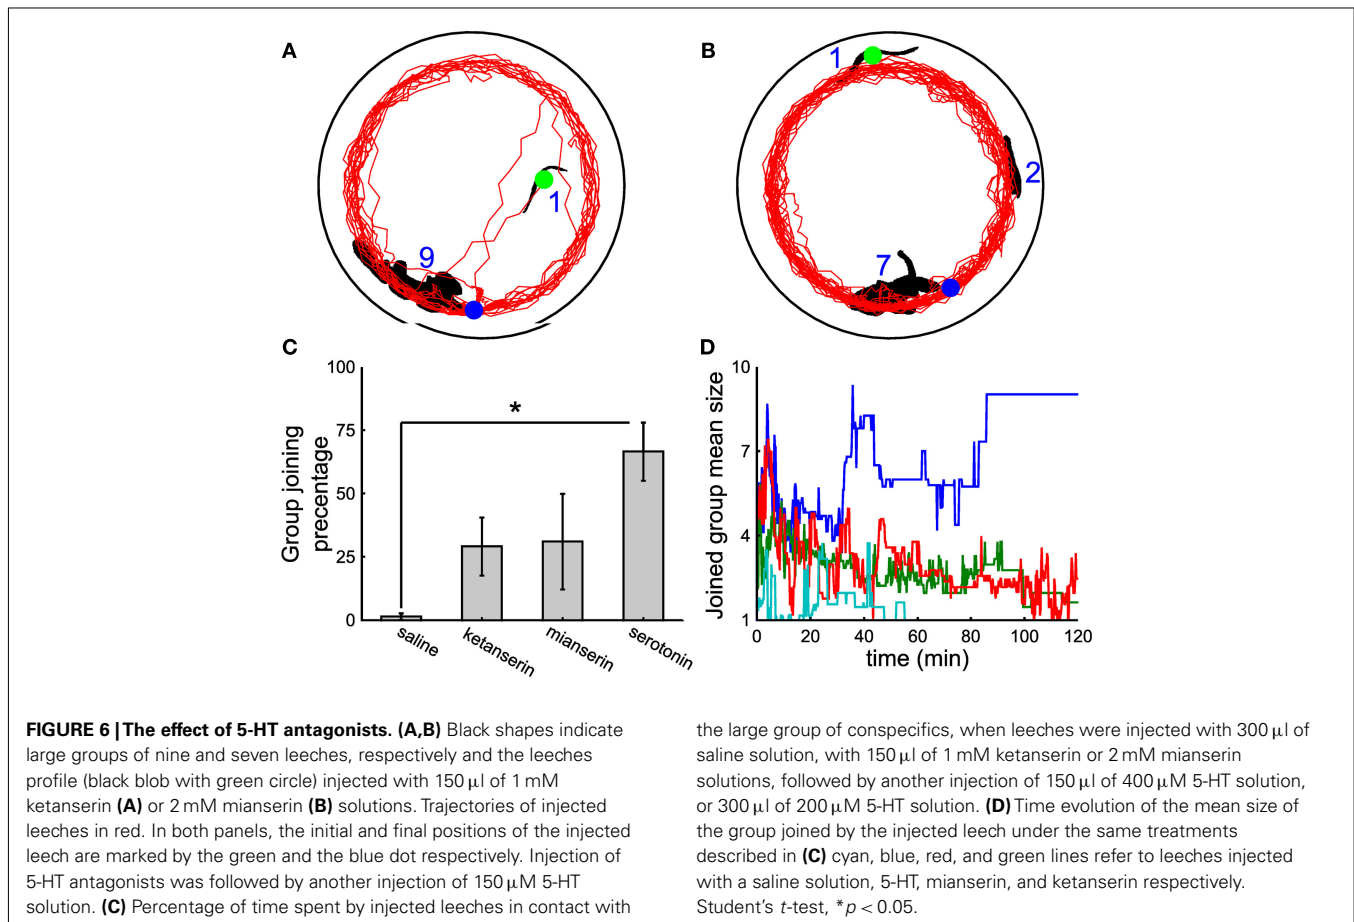 A
1
1
9
B
1
2
7
C
100
75
50
25
0
Group joining
precentage
*
saline
ketanserin
mianserin
serotonin
D
10
7
4
1
Joined group mean size
0
20
40
60
80
100
120
time (min)
FIGURE 6 | The effect of 5-HT antagonists. (A,B) Black shapes indicate
large groups of nine and seven leeches, respectively and the leeches
profile (black blob with green circle) injected with 150 μl of 1 mM
ketanserin (A) or 2 mM mianserin (B) solutions. Trajectories of injected
leeches in red. In both panels, the initial and final positions of the injected
leech are marked by the green and the blue dot respectively. Injection of
5-HT antagonists was followed by another injection of 150 μM 5-HT
solution. (C) Percentage of time spent by injected leeches in contact with
the large group of conspecifics, when leeches were injected with 300 μl of
saline solution, with 150 μl of 1 mM ketanserin or 2 mM mianserin
solutions, followed by another injection of 150 μl of 400 μM 5-HT solution,
or 300 μl of 200 μM 5-HT solution. (D) Time evolution of the mean size of
the group joined by the injected leech under the same treatments
described in (C) cyan, blue, red, and green lines refer to leeches injected
with a saline solution, 5-HT, mianserin, and ketanserin respectively.
Student's t-test, *p < 0.05.